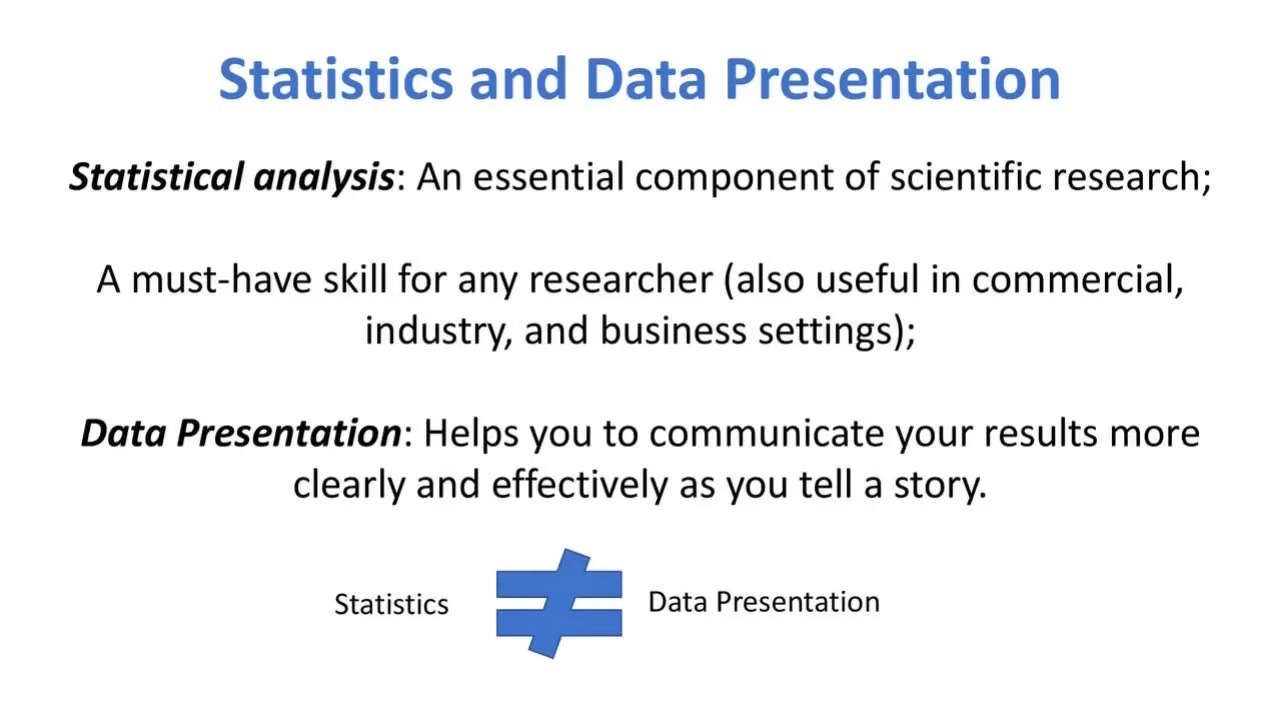 Statistics and Data Presentation
Statistical analysis: An essential component of scientific research;
A must-have skill for any researcher (also useful in commercial,
industry, and business settings);
Data Presentation: Helps you to communicate your results more
clearly and effectively as you tell a story.
Statistics ≠ Data Presentation